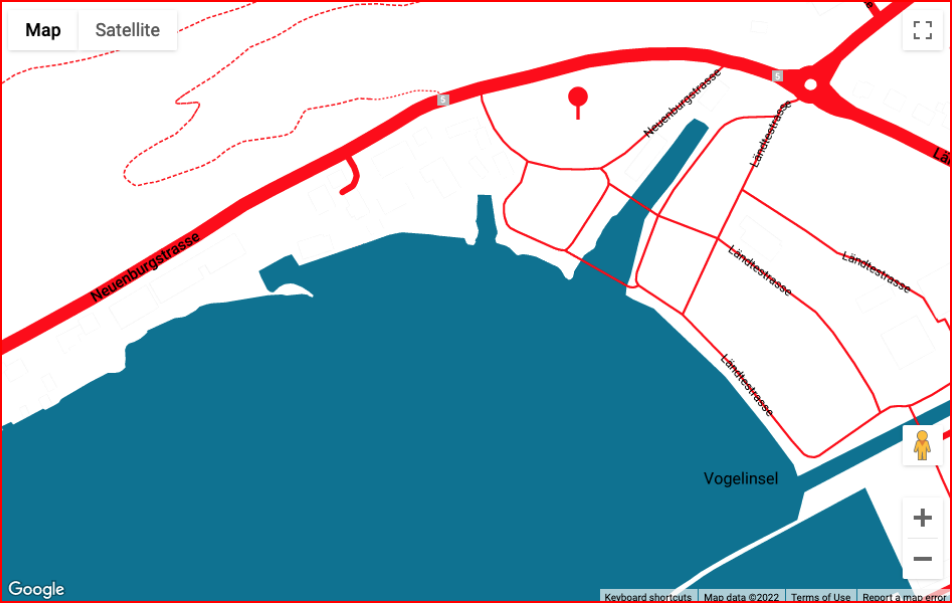 Map
Satellite
5
5
Neuenburgstrasse
Ländtestrasse
Neuenburgstrasse
Ländtestrasse
Ländtestrasse
Ländtestrasse
Vogelinsel
Google
Keyboard shortcuts
Map data ©2022
Terms of Use
Report a map error